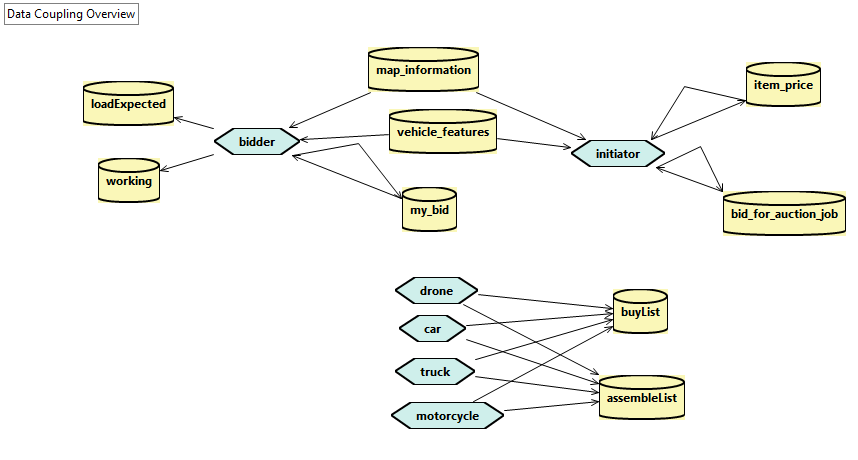 Data Coupling Overview
map_information
item_price
loadExpected
vehicle_features
bidder
initiator
working
my_bid
bid_for_auction_job
drone
buyList
car
truck
assembleList
motorcycle